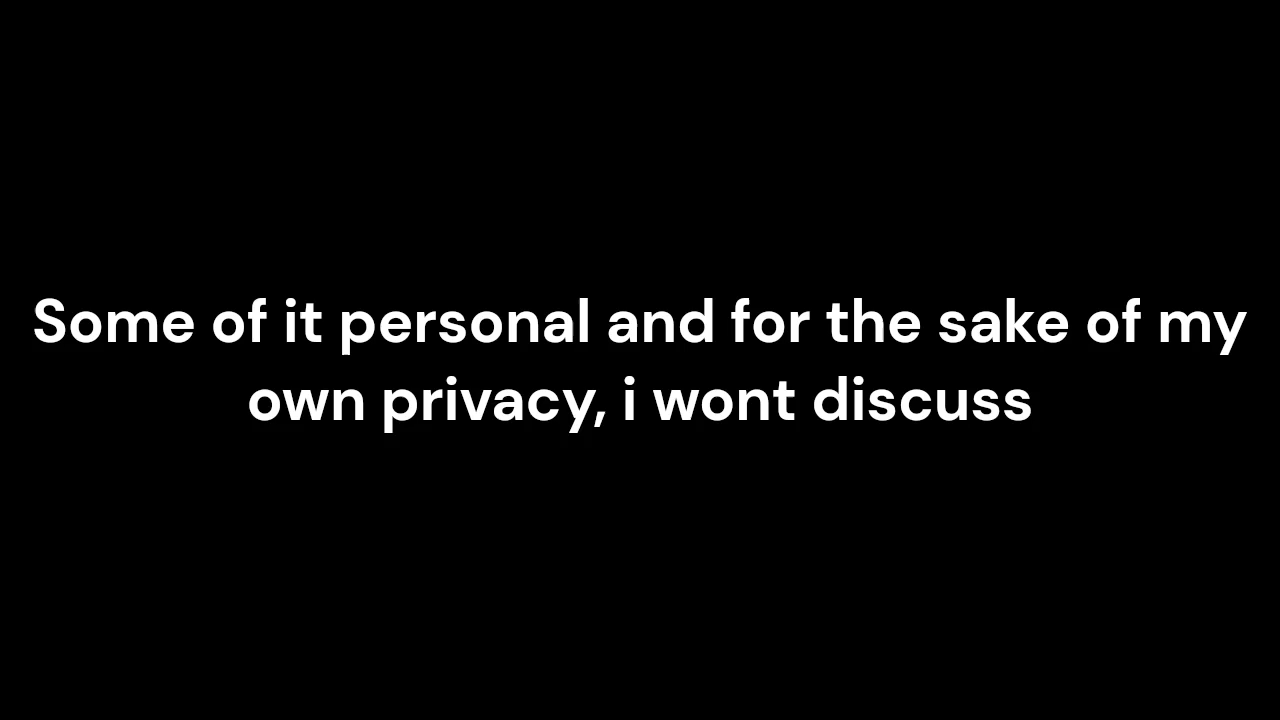 Some of it personal and for the sake of my
own privacy, i wont discuss